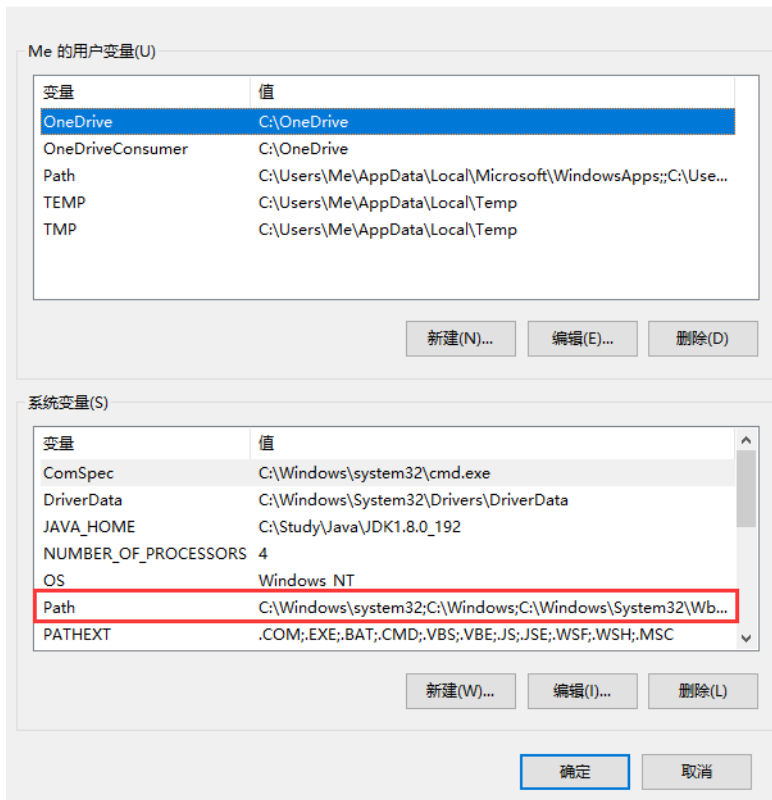 Me 的用户变量(U)
变量 值
OneDrive C:\OneDrive
OneDriveConsumer C:\OneDrive
Path C:\Users\Me\AppData\Local\Microsoft\WindowsApps;;C:\Use...
TEMP C:\Users\Me\AppData\Local\Temp
TMP C:\Users\Me\AppData\Local\Temp
新建(N)... 编辑(E)... 删除(D)
系统变量(S)
变量 值
ComSpec C:\Windows\system32\cmd.exe
DriverData C:\Windows\System32\Drivers\DriverData
JAVA_HOME C:\Study\Java\JDK1.8.0_192
NUMBER_OF_PROCESSORS 4
OS Windows_NT
Path C:\Windows\system32;C:\Windows;C:\Windows\System32\Wb...
PATHEXT .COM;.EXE;.BAT;.CMD;.VBS;.VBE;.JS;.JSE;.WSF;.WSH;.MSC
新建(W)... 编辑(I)... 删除(L)
确定 取消